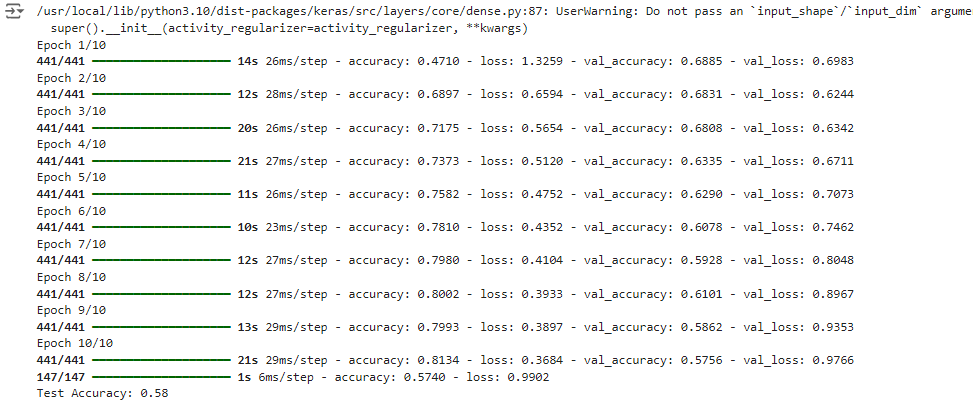 /usr/local/lib/python3.10/dist-packages/keras/src/layers/core/dense.py:87: UserWarning: Do not pass an `input_shape`/`input_dim` argume
super().__init__(activity_regularizer=activity_regularizer, **kwargs)
Epoch 1/10
441/441 ━━━━━━━━━━━━━━━━━━━━ 14s 26ms/step - accuracy: 0.4710 - loss: 1.3259 - val_accuracy: 0.6885 - val_loss: 0.6983
Epoch 2/10
441/441 ━━━━━━━━━━━━━━━━━━━━ 12s 28ms/step - accuracy: 0.6897 - loss: 0.6594 - val_accuracy: 0.6831 - val_loss: 0.6244
Epoch 3/10
441/441 ━━━━━━━━━━━━━━━━━━━━ 20s 26ms/step - accuracy: 0.7175 - loss: 0.5654 - val_accuracy: 0.6808 - val_loss: 0.6342
Epoch 4/10
441/441 ━━━━━━━━━━━━━━━━━━━━ 21s 27ms/step - accuracy: 0.7373 - loss: 0.5120 - val_accuracy: 0.6335 - val_loss: 0.6711
Epoch 5/10
441/441 ━━━━━━━━━━━━━━━━━━━━ 11s 26ms/step - accuracy: 0.7582 - loss: 0.4752 - val_accuracy: 0.6290 - val_loss: 0.7073
Epoch 6/10
441/441 ━━━━━━━━━━━━━━━━━━━━ 10s 23ms/step - accuracy: 0.7810 - loss: 0.4352 - val_accuracy: 0.6078 - val_loss: 0.7462
Epoch 7/10
441/441 ━━━━━━━━━━━━━━━━━━━━ 12s 27ms/step - accuracy: 0.7980 - loss: 0.4104 - val_accuracy: 0.5928 - val_loss: 0.8048
Epoch 8/10
441/441 ━━━━━━━━━━━━━━━━━━━━ 12s 27ms/step - accuracy: 0.8002 - loss: 0.3933 - val_accuracy: 0.6101 - val_loss: 0.8967
Epoch 9/10
441/441 ━━━━━━━━━━━━━━━━━━━━ 13s 29ms/step - accuracy: 0.7993 - loss: 0.3897 - val_accuracy: 0.5862 - val_loss: 0.9353
Epoch 10/10
441/441 ━━━━━━━━━━━━━━━━━━━━ 21s 29ms/step - accuracy: 0.8134 - loss: 0.3684 - val_accuracy: 0.5756 - val_loss: 0.9766
147/147 ━━━━━━━━━━━━━━━━━━━━ 1s 6ms/step - accuracy: 0.5740 - loss: 0.9902
Test Accuracy: 0.58